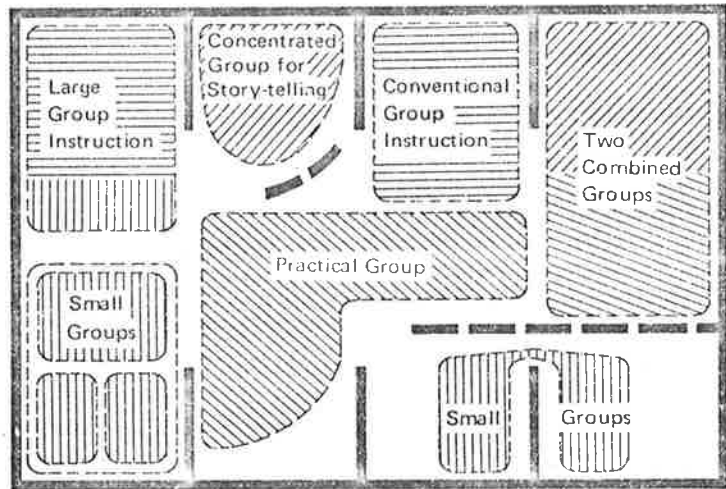 Large
Group
Instruction
Concentrated
Group for
Story-telling
Conventional
Group
Instruction
Two
Combined
Groups
Practical Group
Small
Groups
Small Groups